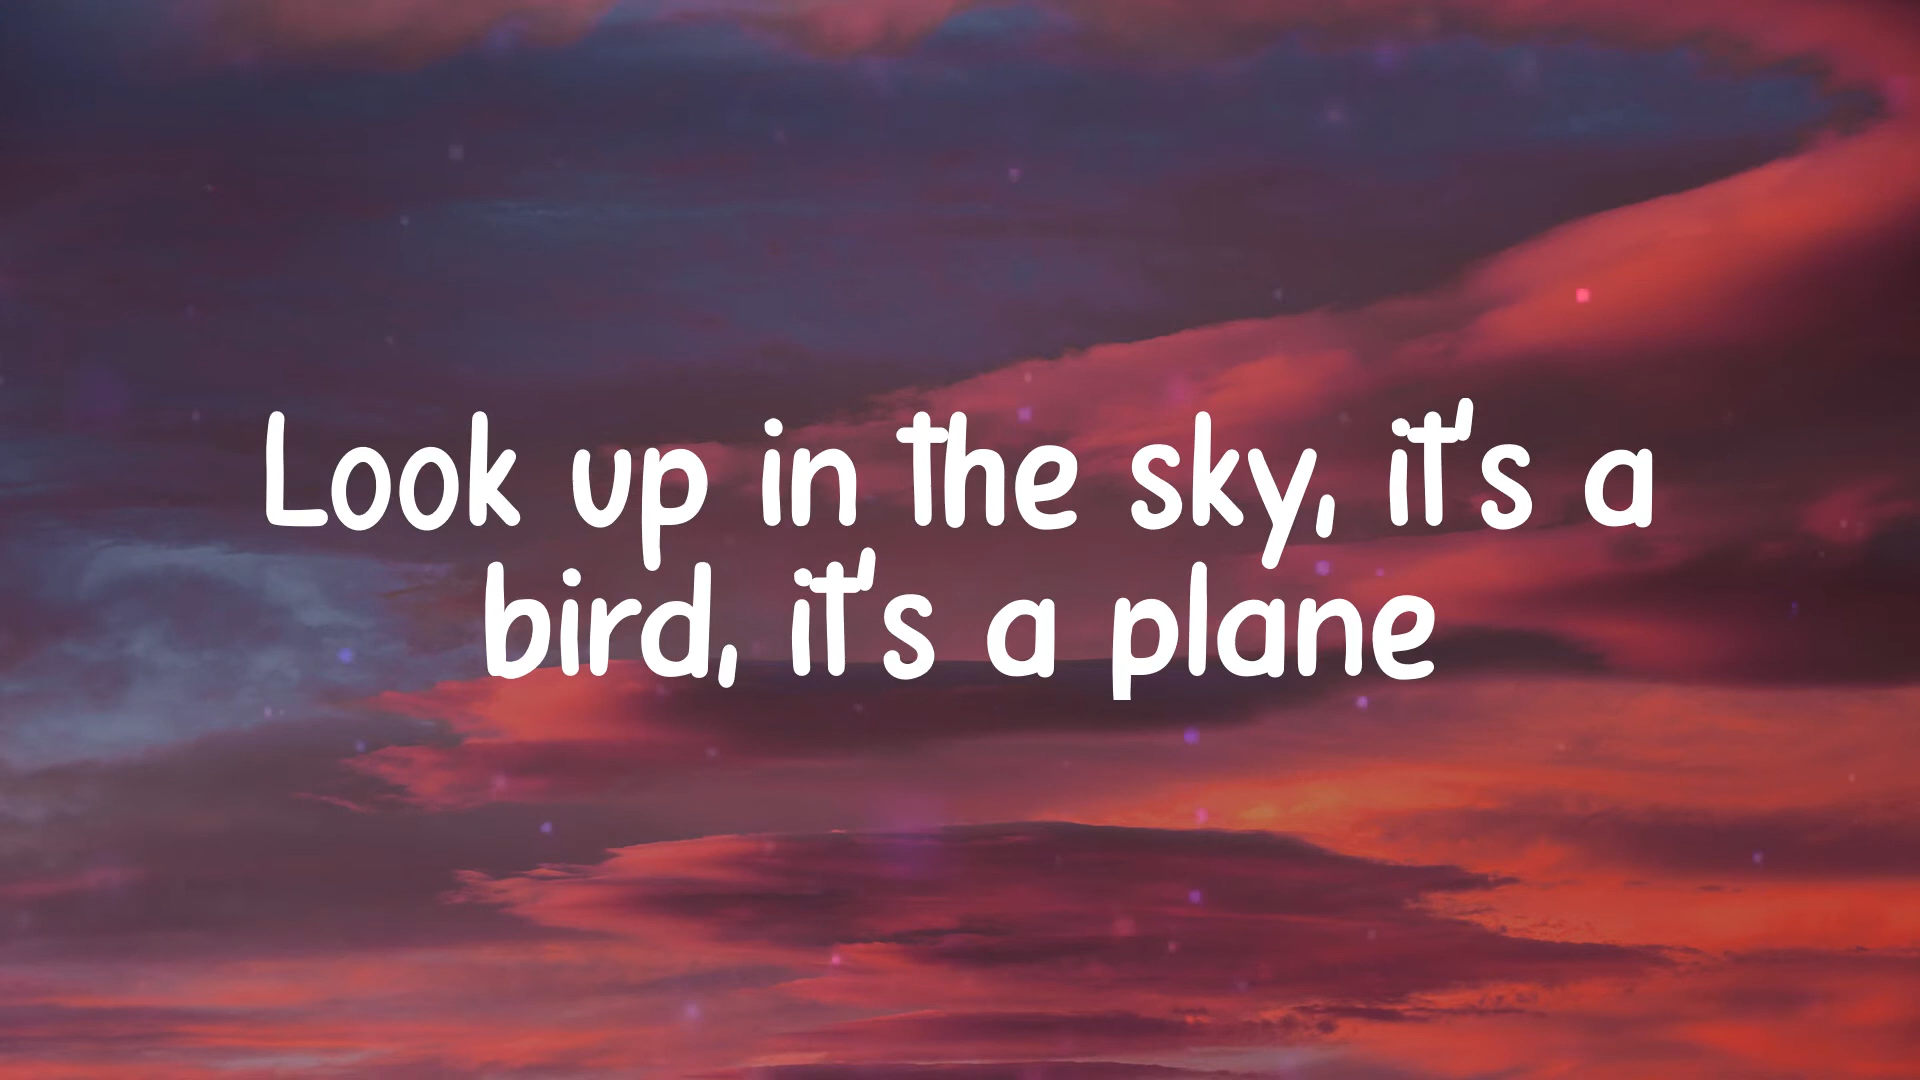 Look up in the sky, it's a
bird, it's a plane